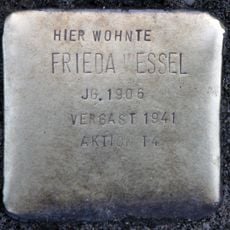 HIER WOHNTE
FRIEDA WESSEL
JG. 1906
VERGAST 1941
AKTION T4